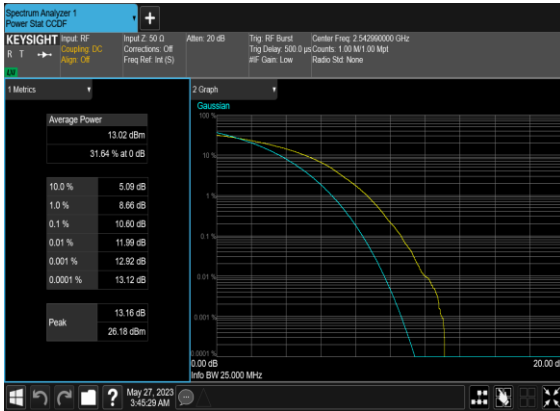 Spectrum Analyzer 1
Power Stat CCDF
+
KEYSIGHT
R T
LV
Input: RF
Coupling: DC
Align: Off
Input Z: 50 Ω
Corrections: Off
Freq Ref: Int (S)
Atten: 20 dB
Trig: RF Burst
Trig Delay: 500.0 µs
#IF Gain: Low
Center Freq: 2.542990000 GHz
Counts: 1.00 M/1.00 Mpt
Radio Std: None
1 Metrics
Average Power
13.02 dBm
31.64 % at 0 dB
10.0 % 5.09 dB
1.0 % 8.66 dB
0.1 % 10.60 dB
0.01 % 11.99 dB
0.001 % 12.92 dB
0.0001 % 13.12 dB
Peak
13.16 dB
26.18 dBm
2 Graph
Gaussian
100 %
10 %
1 %
0.1 %
0.01 %
0.001 %
0.0001 %
0.00 dB
20.00 d
Info BW 25.000 MHz
?
May 27, 2023
3:45:29 AM